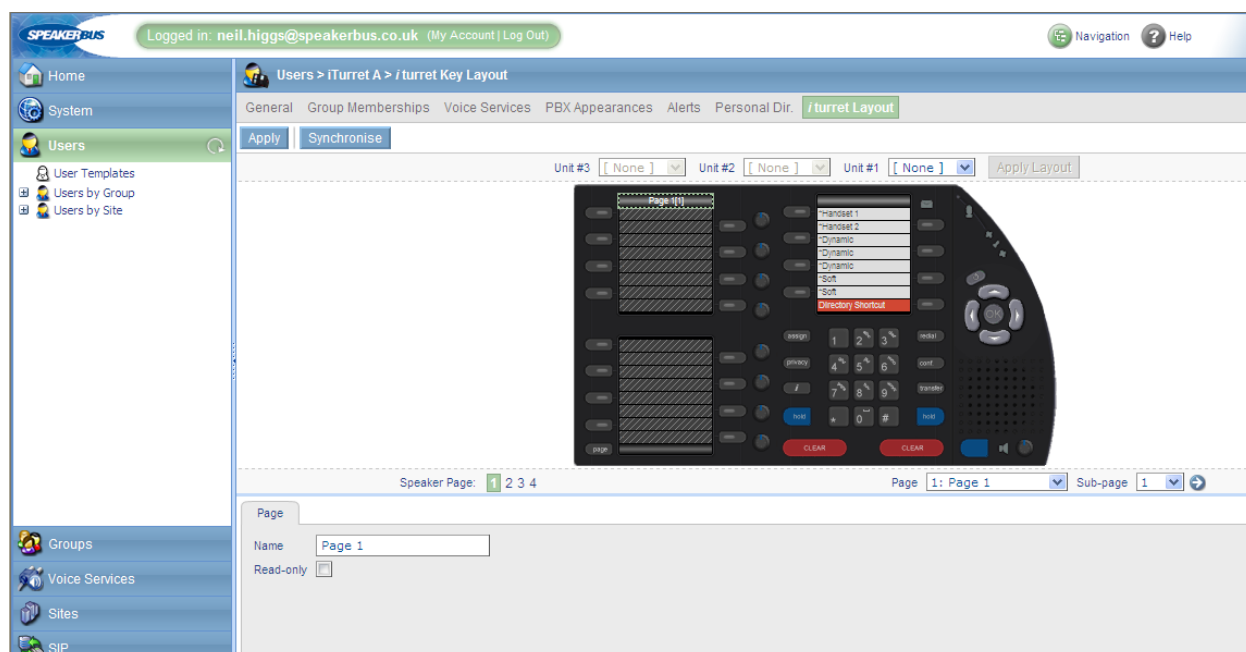 SPEAKERBUS
Logged in: neil.higgs@speakerbus.co.uk (My Account | Log Out)
Navigation
Help
Home
System
Users
User Templates
Users by Group
Users by Site
Groups
Voice Services
Sites
SIP
Users > iTurret A > i turret Key Layout
General Group Memberships Voice Services PBX Appearances Alerts Personal Dir. i turret Layout
Apply Synchronise
Unit #3 [ None ] Unit #2 [ None ] Unit #1 [ None ] Apply Layout
Page 1[1]
*Handset 1
*Handset 2
*Dynamic
*Dynamic
*Dynamic
*Soft
*Soft
Directory Shortcut
OK
assign 1 2 3 redial
privacy 4 5 6 conf
i 7 8 9 transfer
hold * 0 # hold
page CLEAR CLEAR
Speaker Page: 1 2 3 4
Page 1: Page 1 Sub-page 1
Page
Name Page 1
Read-only